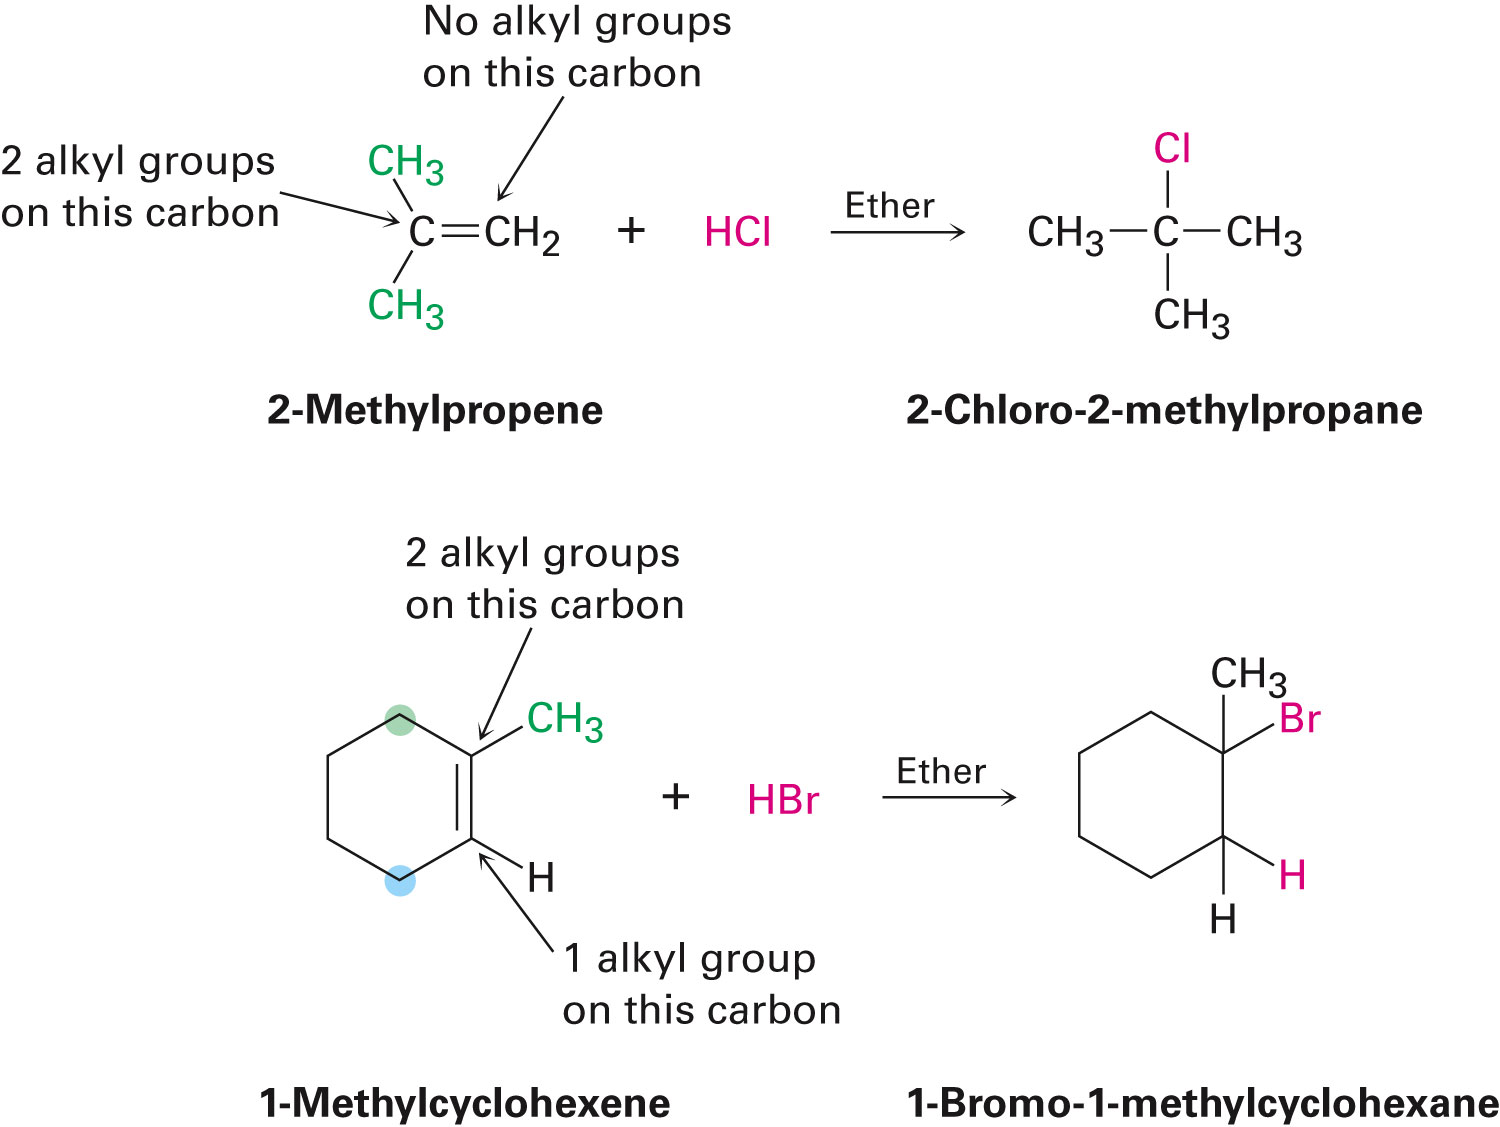 No alkyl groups
on this carbon
2 alkyl groups
on this carbon
CH₃
C=CH₂ + HCl Ether
CH₃
Cl
CH₃—C—CH₃
CH₃
2-Methylpropene
2-Chloro-2-methylpropane
2 alkyl groups
on this carbon
CH₃
H
+ HBr Ether
1 alkyl group
on this carbon
CH₃
Br
H
H
1-Methylcyclohexene
1-Bromo-1-methylcyclohexane